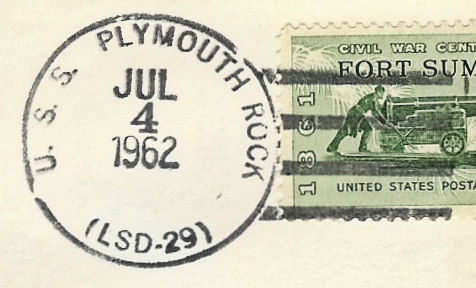 U. S. S. PLYMOUTH ROCK
JUL
4
1962
(LSD-29)
CIVIL WAR CENT
FORT SUM
1861
UNITED STATES POSTA